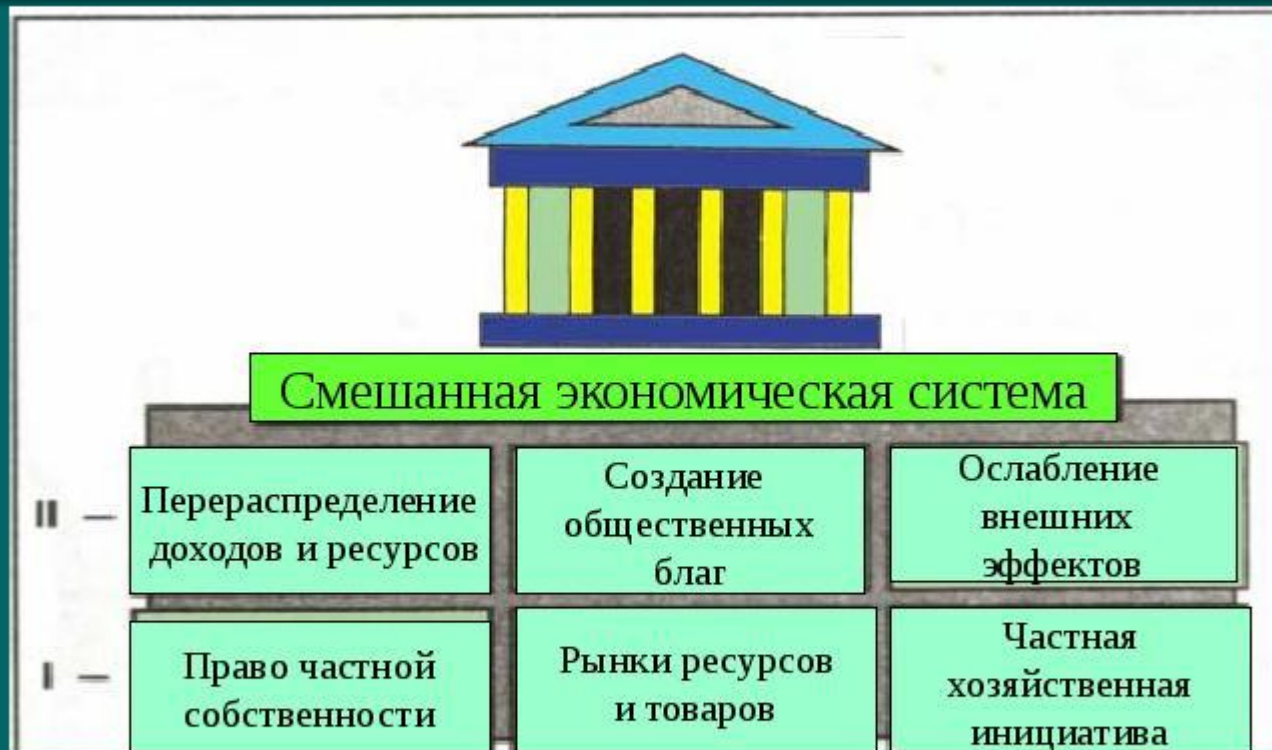 Смешанная экономическая система
II –
Перераспределение
доходов и ресурсов
Создание
общественных
благ
Ослабление
внешних
эффектов
I –
Право частной
собственности
Рынки ресурсов
и товаров
Частная
хозяйственная
инициатива